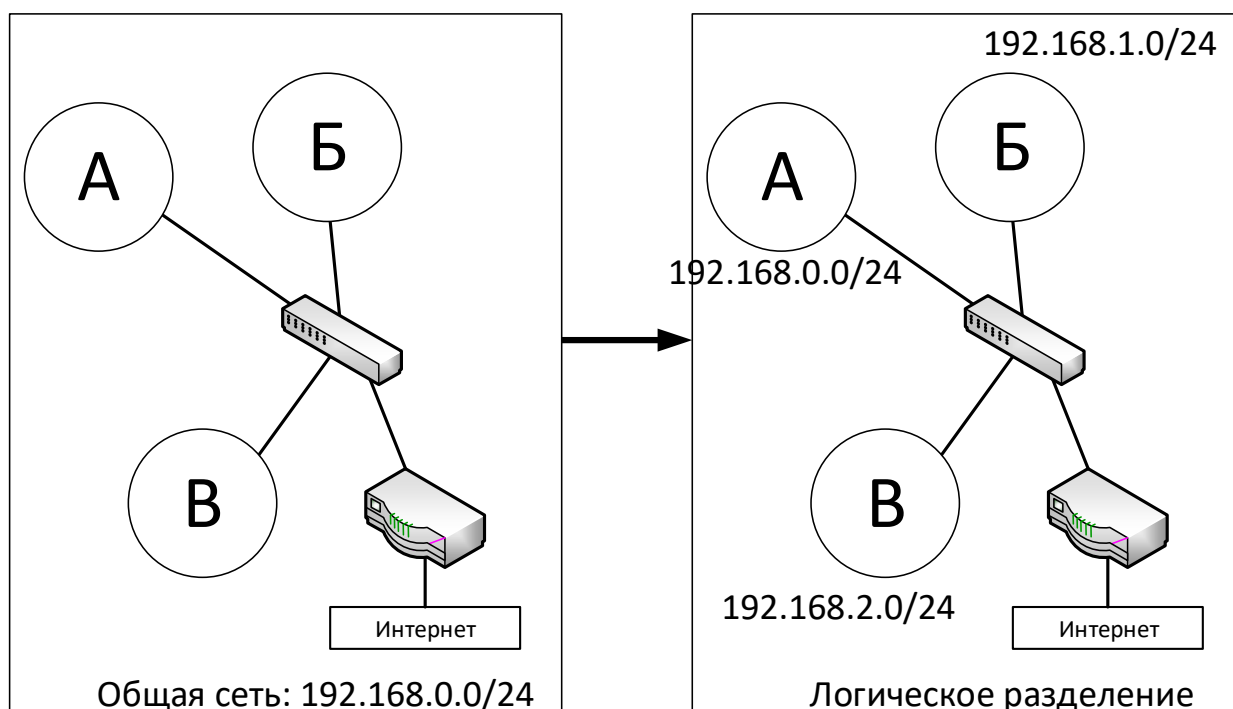 А
Б
В
Интернет
Общая сеть: 192.168.0.0/24
192.168.1.0/24
А
Б
192.168.0.0/24
В
192.168.2.0/24
Интернет
Логическое разделение